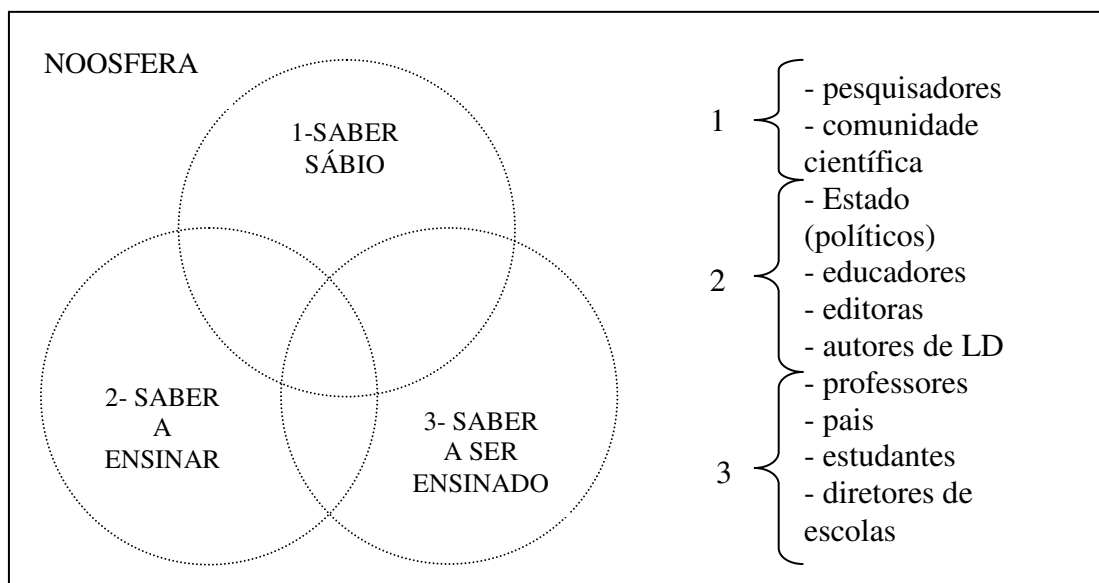 NOOSFERA
1-SABER
SÁBIO
2- SABER
A
ENSINAR
3- SABER
A SER
ENSINADO
1
- pesquisadores
- comunidade
científica
2
- Estado
(políticos)
- educadores
- editoras
- autores de LD
3
- professores
- pais
- estudantes
- diretores de
escolas